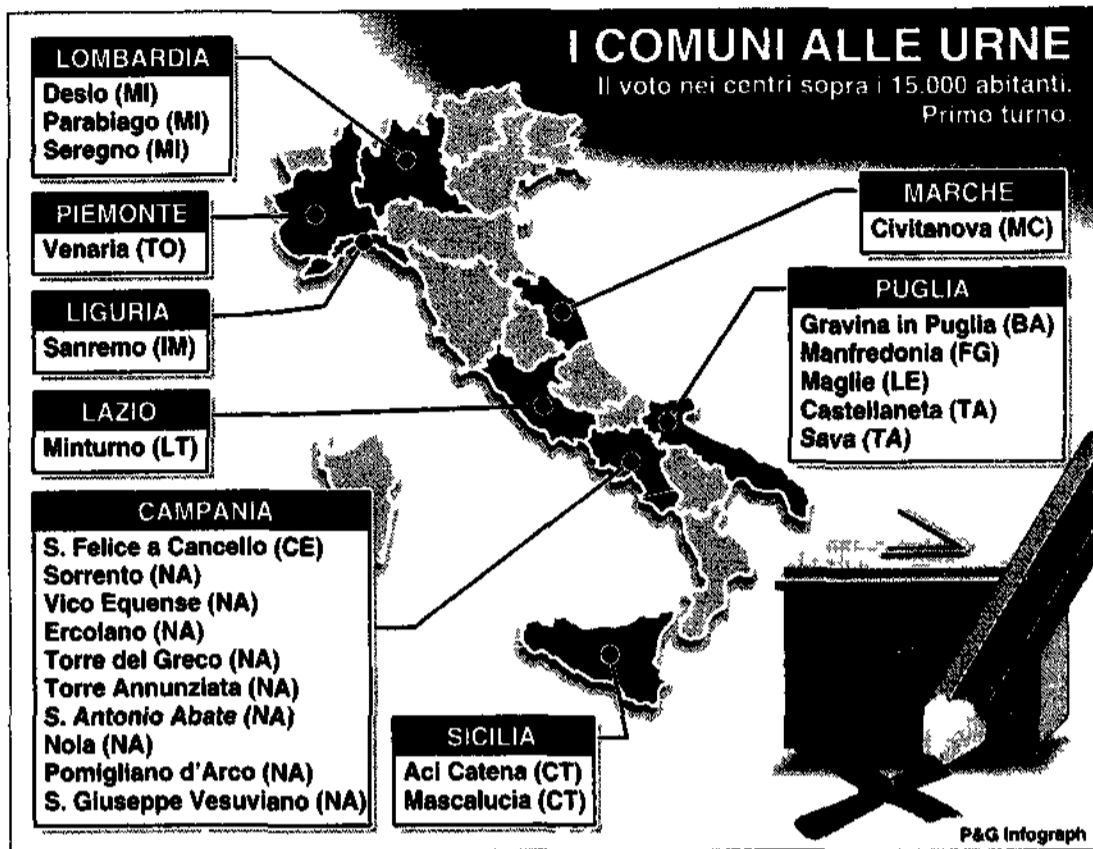 I COMUNI ALLE URNE
Il voto nei centri sopra i 15.000 abitanti.
Primo turno.
LOMBARDIA
Desio (MI)
Parabiago (MI)
Seregno (MI)
PIEMONTE
Venaria (TO)
LIGURIA
Sanremo (IM)
LAZIO
Minturno (LT)
CAMPANIA
S. Felice a Cancello (CE)
Sorrento (NA)
Vico Equense (NA)
Ercolano (NA)
Torre del Greco (NA)
Torre Annunziata (NA)
S. Antonio Abate (NA)
Nola (NA)
Pomigliano d'Arco (NA)
S. Giuseppe Vesuviano (NA)
SICILIA
Aci Catena (CT)
Mascalucia (CT)
MARCHE
Civitanova (MC)
PUGLIA
Gravina in Puglia (BA)
Manfredonia (FG)
Maglie (LE)
Castellaneta (TA)
Sava (TA)
P&G Infograph